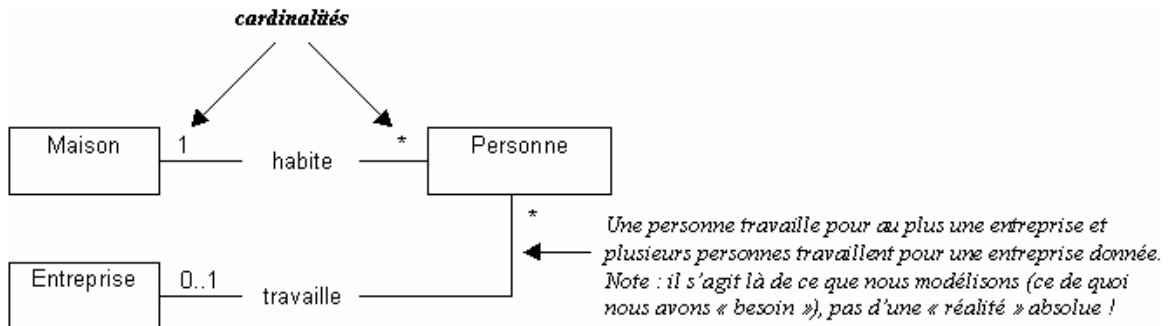 cardinalités
Maison
1
habite
*
Personne
*
Une personne travaille pour au plus une entreprise et
plusieurs personnes travaillent pour une entreprise donnée.
Note : il s'agit là de ce que nous modélisons (ce de quoi
nous avons « besoin »), pas d'une « réalité » absolue !
Entreprise
0..1
travaille